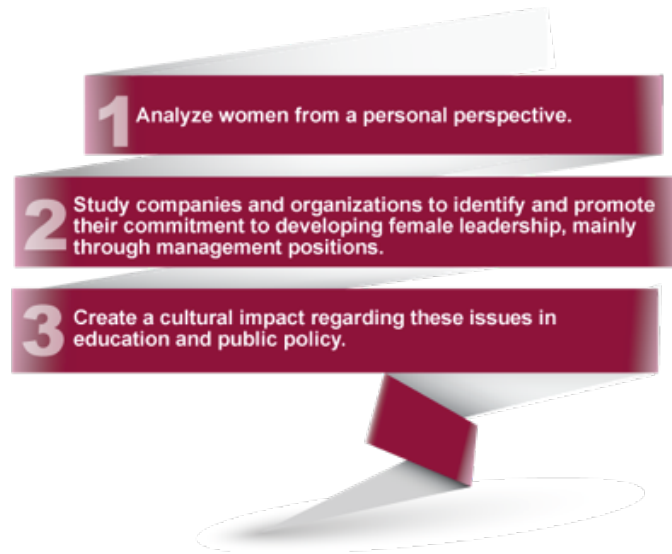 1 Analyze women from a personal perspective.
2 Study companies and organizations to identify and promote
their commitment to developing female leadership, mainly
through management positions.
3 Create a cultural impact regarding these issues in
education and public policy.